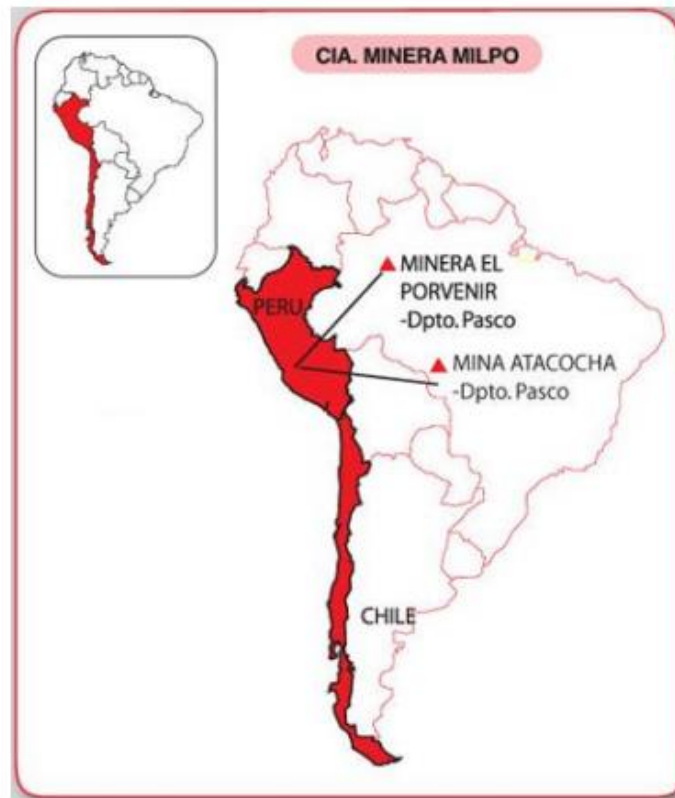 CIA. MINERA MILPO
MINERA EL
PORVENIR
-Dpto. Pasco
PERU
MINA ATACOCHA
-Dpto. Pasco
CHILE